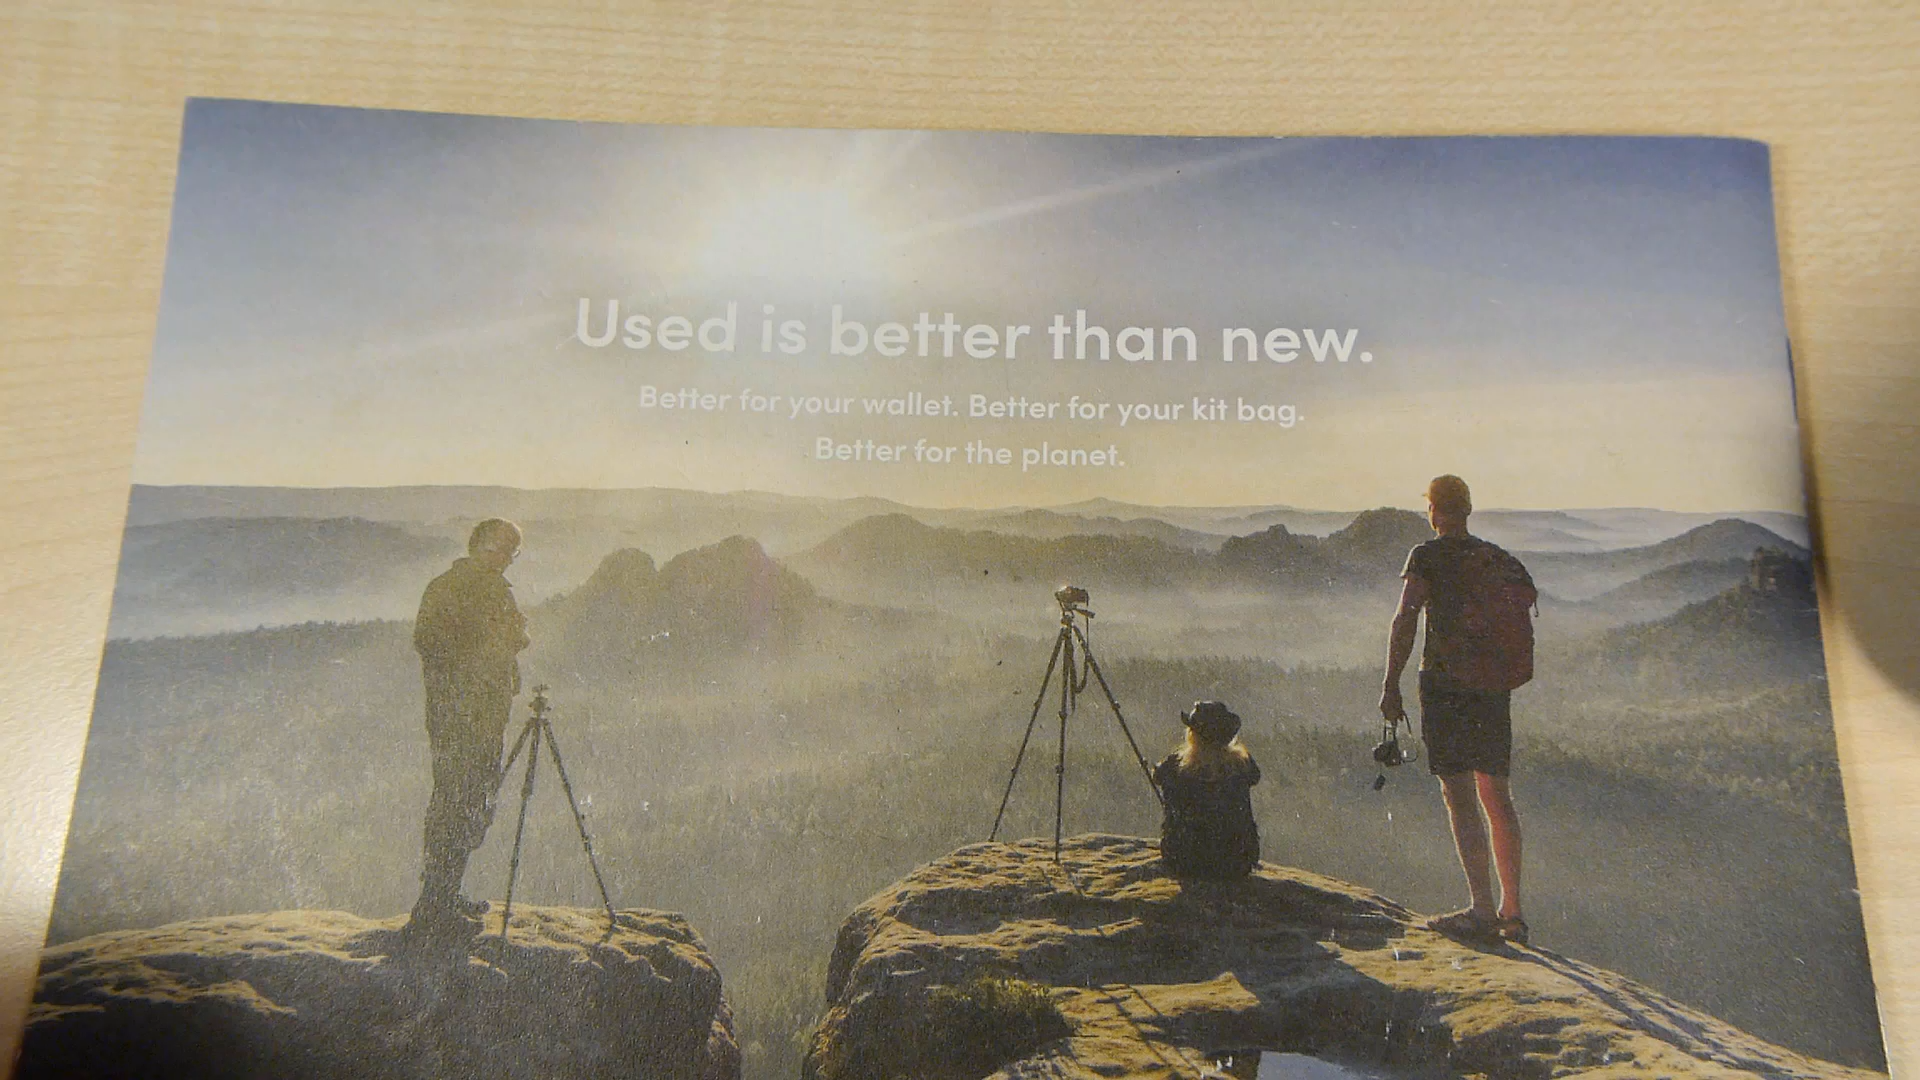 Used is better than new.
Better for your wallet. Better for your kit bag.
Better for the planet.